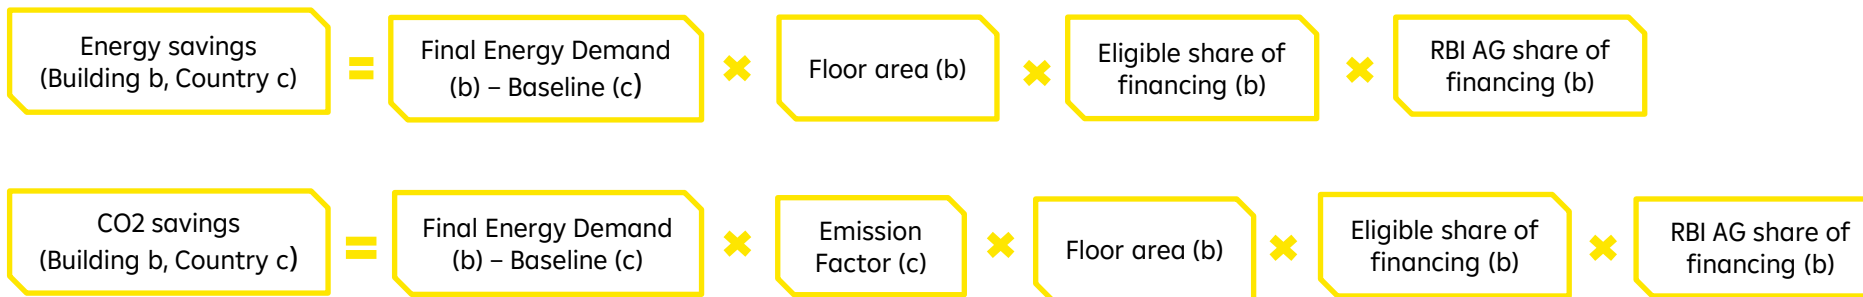 Energy savings
(Building b, Country c)
=
Final Energy Demand
(b) – Baseline (c)
×
Floor area (b)
×
Eligible share of
financing (b)
×
RBI AG share of
financing (b)
CO2 savings
(Building b, Country c)
=
Final Energy Demand
(b) – Baseline (c)
×
Emission
Factor (c)
×
Floor area (b)
×
Eligible share of
financing (b)
×
RBI AG share of
financing (b)